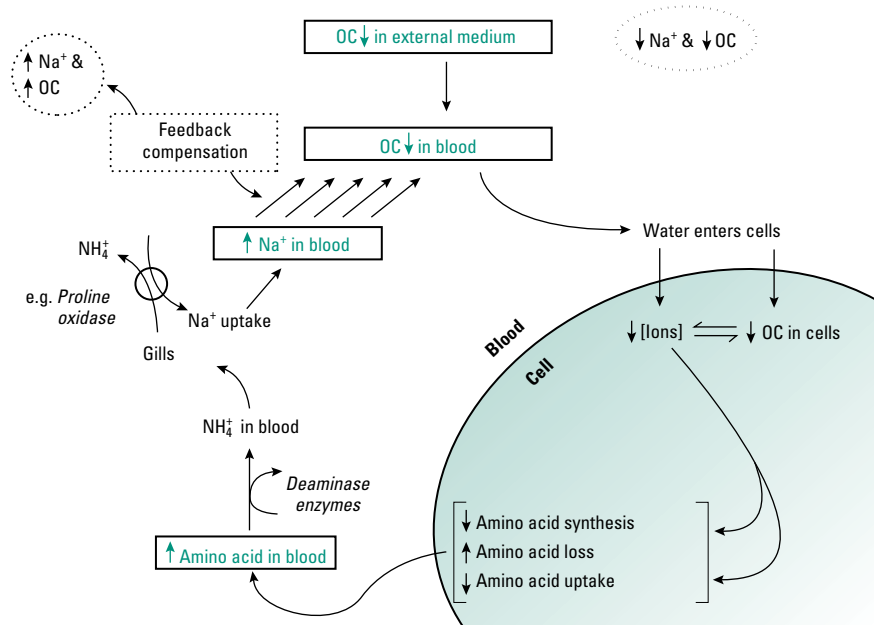 OC↓ in external medium
↓ Na⁺ & ↓ OC
↑ Na⁺ &
↑ OC
Feedback
compensation
OC↓ in blood
↑ Na⁺ in blood
Water enters cells
NH₄⁺
e.g. Proline
oxidase
Na⁺ uptake
Gills
Blood
Cell
↓ [Ions] ⇌ ↓ OC in cells
NH₄⁺ in blood
Deaminase
enzymes
↑ Amino acid in blood
↓ Amino acid synthesis
↑ Amino acid loss
↓ Amino acid uptake